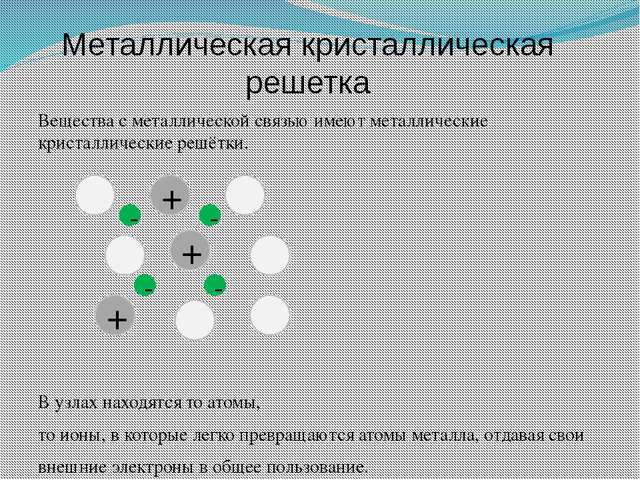 Металлическая кристаллическая
решетка
Вещества с металлической связью имеют металлические
кристаллические решётки.
+
- -
+
- -
+
В узлах находятся то атомы,
то ионы, в которые легко превращаются атомы металла, отдавая свои
внешние электроны в общее пользование.